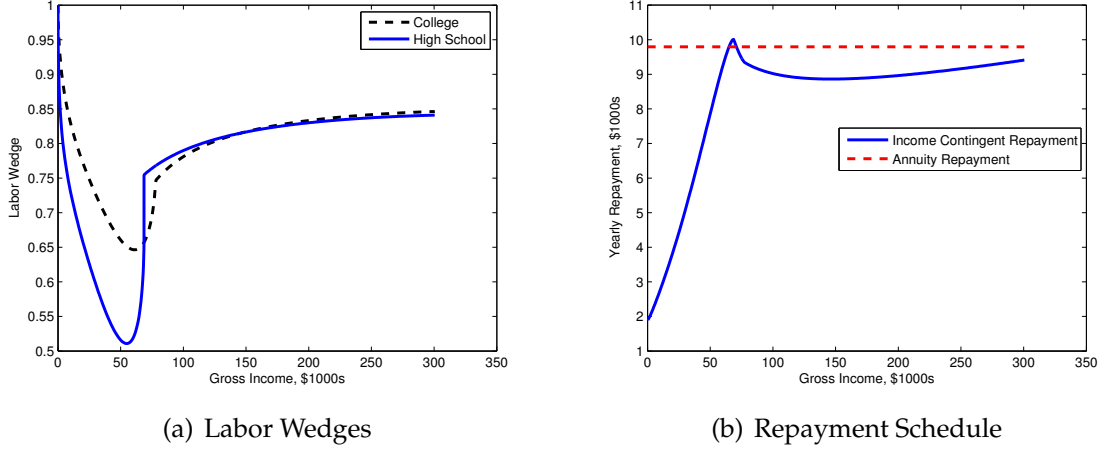 1
0.95
0.9
0.85
0.8
0.75
0.7
0.65
0.6
0.55
0.5
Labor Wedge
College
High School
0 50 100 150 200 250 300 350
Gross Income, $1000s
(a) Labor Wedges
11
10
9
8
7
6
5
4
3
2
1
Yearly Repayment, $1000s
Income Contingent Repayment
Annuity Repayment
0 50 100 150 200 250 300 350
Gross Income, $1000s
(b) Repayment Schedule